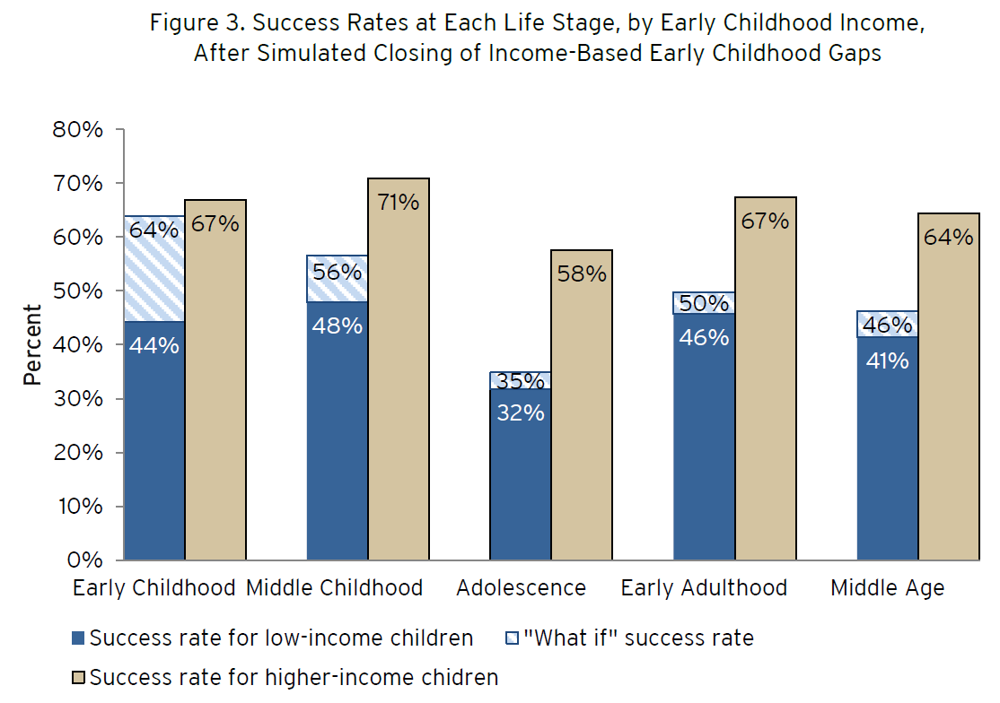 Figure 3. Success Rates at Each Life Stage, by Early Childhood Income,
After Simulated Closing of Income-Based Early Childhood Gaps
80%
70%
60%
50%
40%
30%
20%
10%
0%
Percent
64%
67%
44%
71%
56%
48%
58%
35%
32%
67%
50%
46%
64%
46%
41%
Early Childhood
Middle Childhood
Adolescence
Early Adulthood
Middle Age
Success rate for low-income children
"What if" success rate
Success rate for higher-income chidren